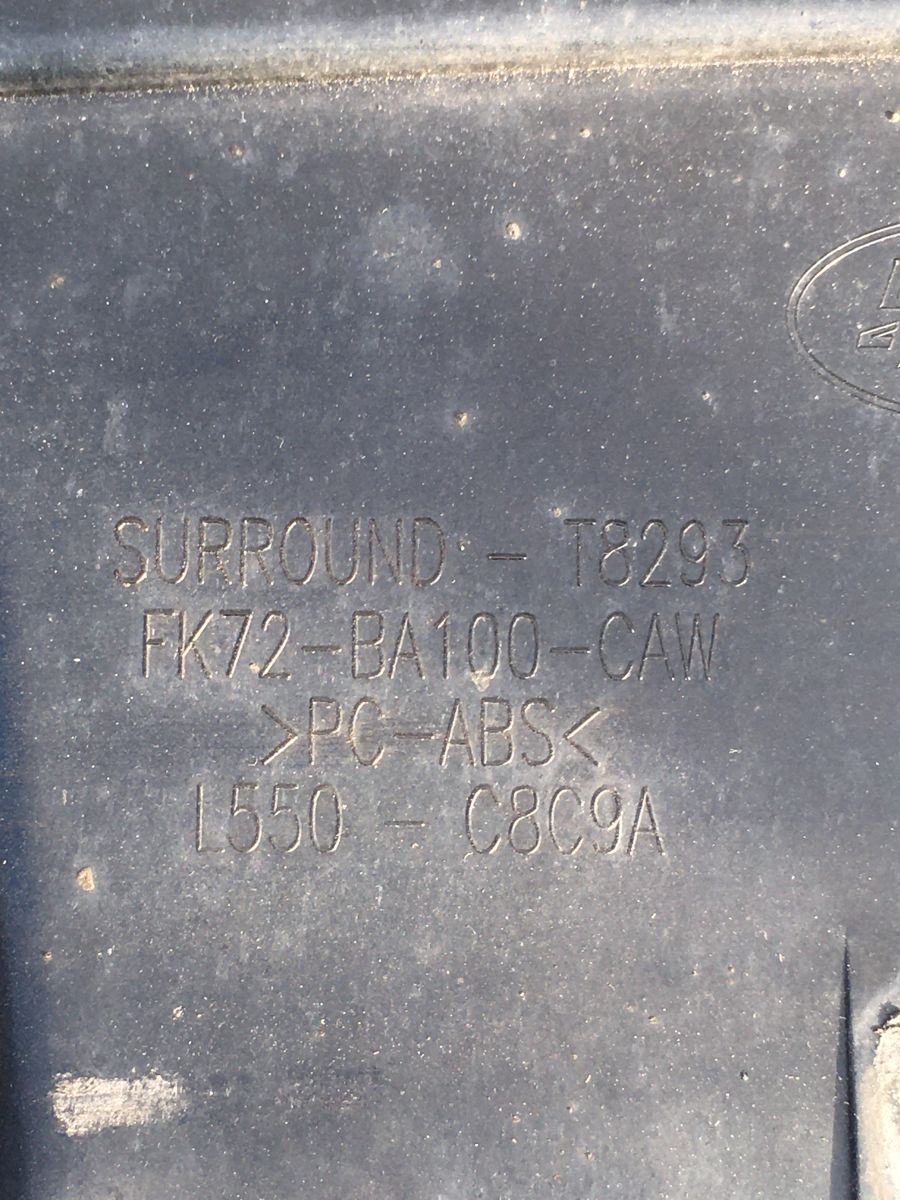 SURROUND - T8293
FK72-BA100-CAW
>PC-ABS<
L550 - C8C9A